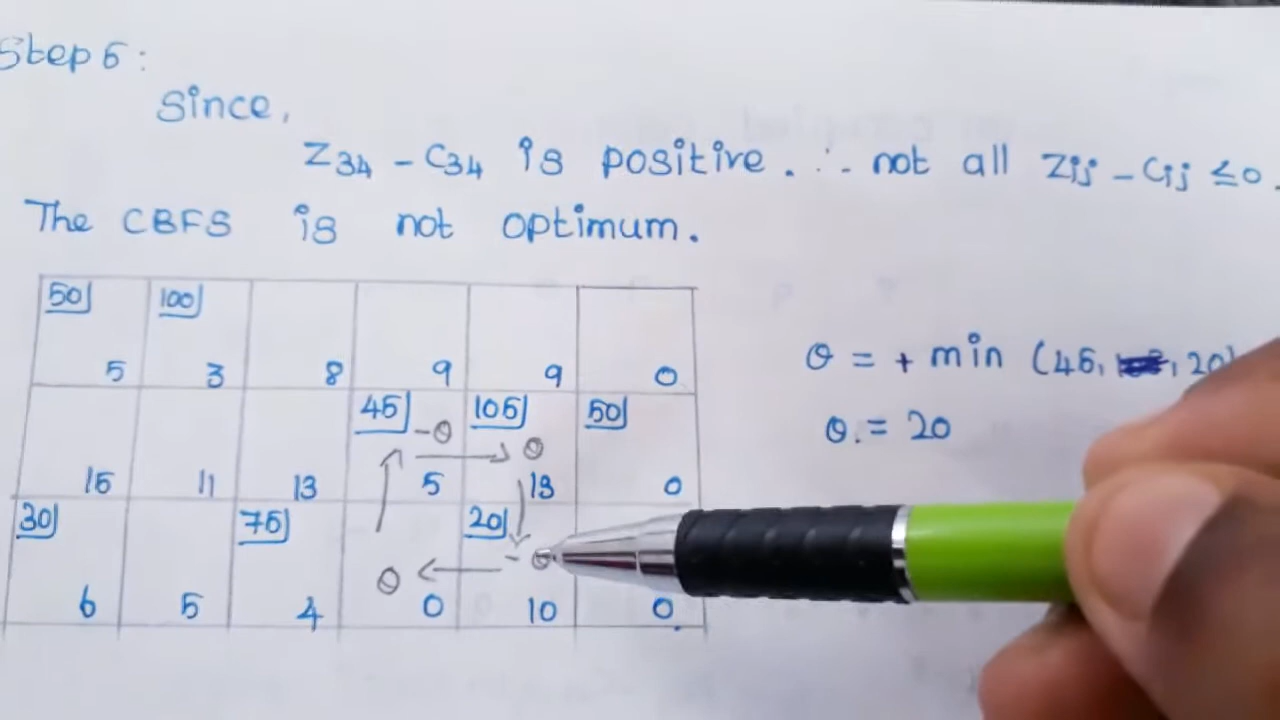 Step 6:
Since,
Z34 - C34 is positive. ∴ not all Zij - Cij ≤ 0.
The CBFS is not optimum.
50 100
5 3 8 9 9 0
45 -θ 105 θ 50
15 11 13 5 13 0
30 75 20
θ -θ
6 5 4 0 10 0
θ = + min (45, , 20)
θ = 20